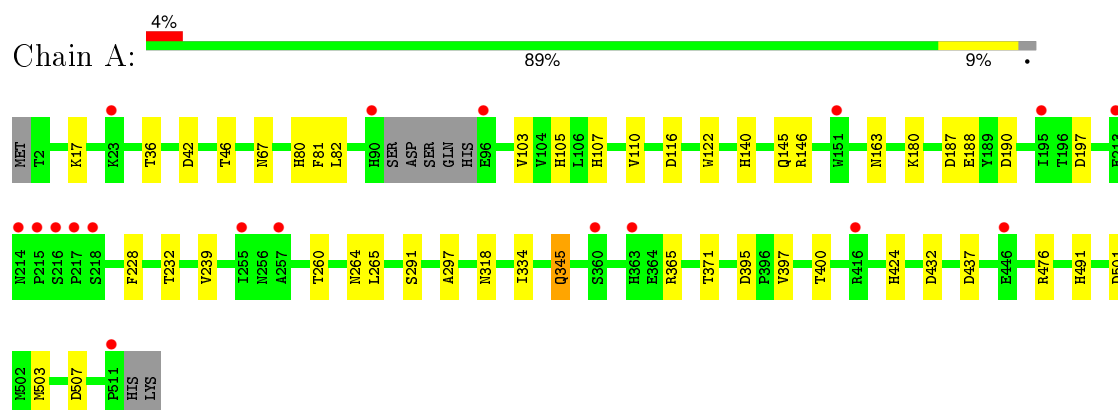 4%
Chain A:
89% 9% •
MET T2 K17 K23 T36 D42 T46 N67 H80 F81 L82 H90 SER ASP SER GLN HIS E96 V103 V104 H105 L106 H107 V110 D116 W122 H140 Q145 R146 W151 N163 K180 D187 E188 Y189 D190 I195 T196 D197 E213
N214 P215 S216 P217 S218 F228 T232 V239 I255 N256 A257 T260 N264 L265 S291 A297 N318 I334 Q345 S360 H363 E364 R365 T371 D395 P396 V397 T400 R416 H424 D432 D437 E446 R476 H491 D501
M502 M503 D507 P511 HIS LYS